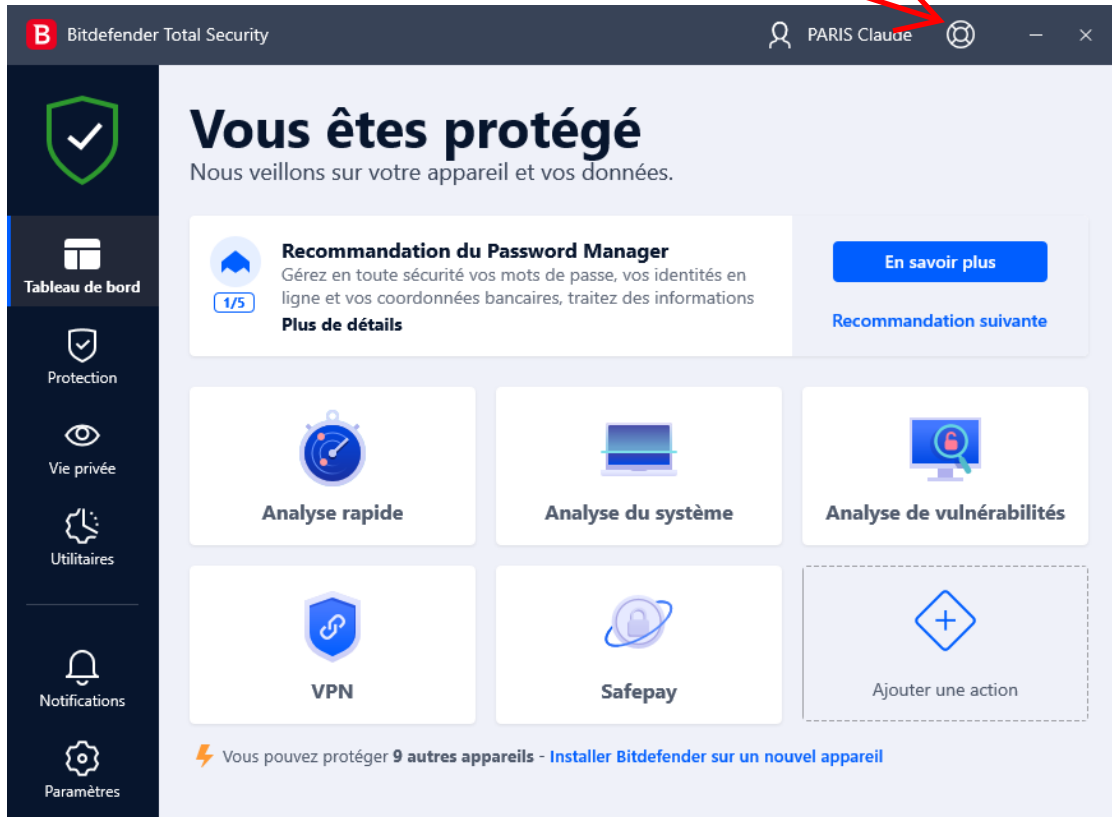 B Bitdefender Total Security
PARIS Claude
Vous êtes protégé
Nous veillons sur votre appareil et vos données.
Tableau de bord
Protection
Vie privée
Utilitaires
Notifications
Paramètres
Recommandation du Password Manager
Gérez en toute sécurité vos mots de passe, vos identités en
ligne et vos coordonnées bancaires, traitez des informations
1/5
Plus de détails
En savoir plus
Recommandation suivante
Analyse rapide
Analyse du système
Analyse de vulnérabilités
VPN
Safepay
Ajouter une action
Vous pouvez protéger 9 autres appareils - Installer Bitdefender sur un nouvel appareil